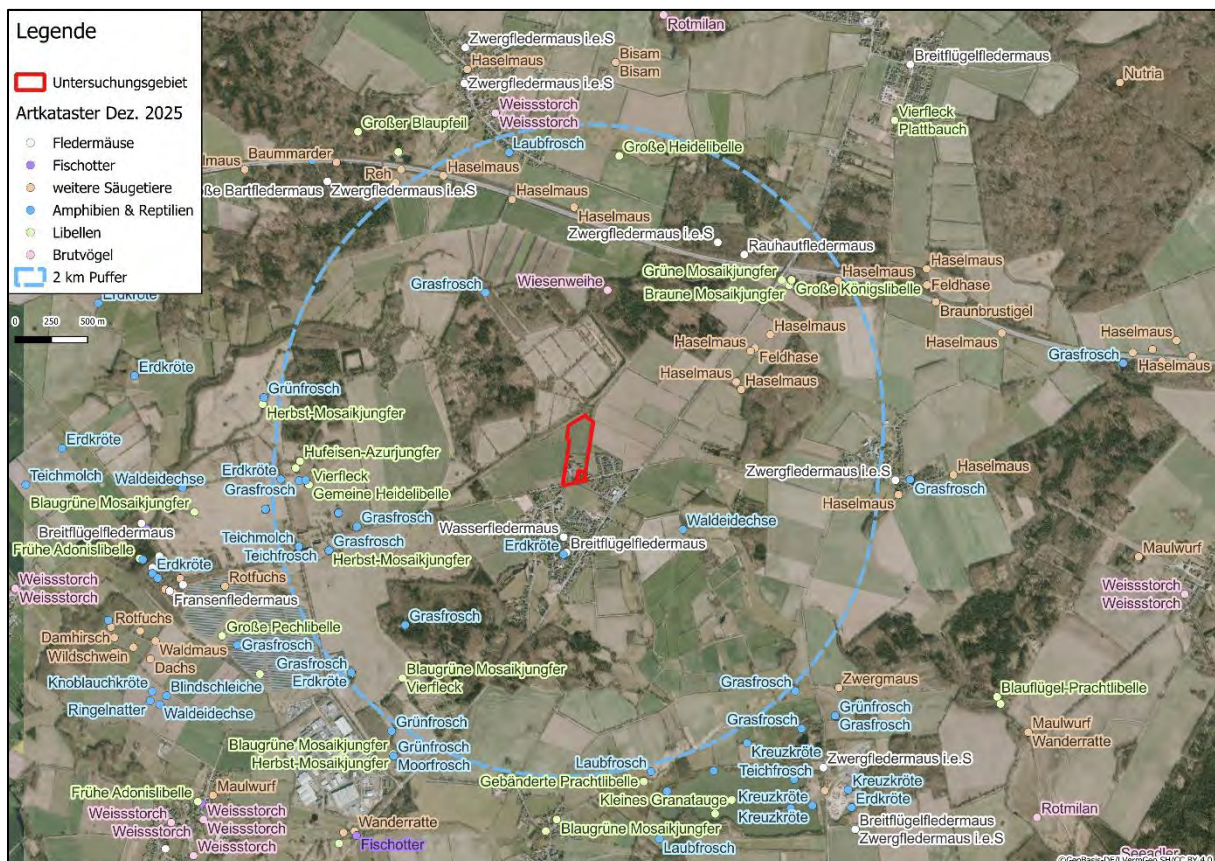 Legende
Untersuchungsgebiet
Artkataster Dez. 2025
Fledermäuse
Fischotter
weitere Säugetiere
Amphibien & Reptilien
Libellen
Brutvögel
2 km Puffer
0 250 500 m
Rotmilan
Zwergfledermaus i.e.S
Haselmaus
Zwergfledermaus i.e.S
Bisam
Bisam
Breitflügelfledermaus
Nutria
Weissstorch
Weissstorch
Großer Blaupfeil
Vierfleck
Plattbauch
Laubfrosch
Große Heidelibelle
Baummarder
Reh
Haselmaus
Zwergfledermaus i.e.S
Haselmaus
Haselmaus
Zwergfledermaus i.e.S
Rauhautfledermaus
Haselmaus
Haselmaus
Feldhase
Braunbrustigel
Haselmaus
Haselmaus
Haselmaus
Grasfrosch
Grüne Mosaikjungfer
Braune Mosaikjungfer
Große Königslibelle
Wiesenweihe
Grasfrosch
Erdkröte
Haselmaus
Haselmaus
Feldhase
Haselmaus
Haselmaus
Erdkröte
Grünfrosch
Herbst-Mosaikjungfer
Erdkröte
Teichmolch
Waldeidechse
Blaugrüne Mosaikjungfer
Hufeisen-Azurjungfer
Erdkröte
Vierfleck
Grasfrosch
Gemeine Heidelibelle
Grasfrosch
Teichmolch
Teichfrosch
Herbst-Mosaikjungfer
Zwergfledermaus i.e.S
Haselmaus
Grasfrosch
Haselmaus
Wasserfledermaus
Breitflügelfledermaus
Erdkröte
Waldeidechse
Maulwurf
Weissstorch
Weissstorch
Breitflügelfledermaus
Frühe Adonislibelle
Erdkröte
Weissstorch
Weissstorch
Rotfuchs
Fransenfledermaus
Rotfuchs
Damhirsch
Wildschwein
Waldmaus
Dachs
Große Pechlibelle
Grasfrosch
Grasfrosch
Grasfrosch
Erdkröte
Knoblauchkröte
Blindschleiche
Ringelnatter
Waldeidechse
Blaugrüne Mosaikjungfer
Vierfleck
Grünfrosch
Blaugrüne Mosaikjungfer
Grünfrosch
Herbst-Mosaikjungfer
Moorfrosch
Grasfrosch
Zwergmaus
Grünfrosch
Grasfrosch
Grasfrosch
Blauflügel-Prachtlibelle
Maulwurf
Wanderratte
Kreuzkröte
Zwergfledermaus i.e.S
Teichfrosch
Laubfrosch
Gebänderte Prachtlibelle
Kleines Granatauge
Kreuzkröte
Kreuzkröte
Kreuzkröte
Erdkröte
Breitflügelfledermaus
Zwergfledermaus i.e.S
Rotmilan
Seeadler
Blaugrüne Mosaikjungfer
Laubfrosch
Maulwurf
Frühe Adonislibelle
Weissstorch
Weissstorch
Weissstorch
Weissstorch
Weissstorch
Wanderratte
Fischotter